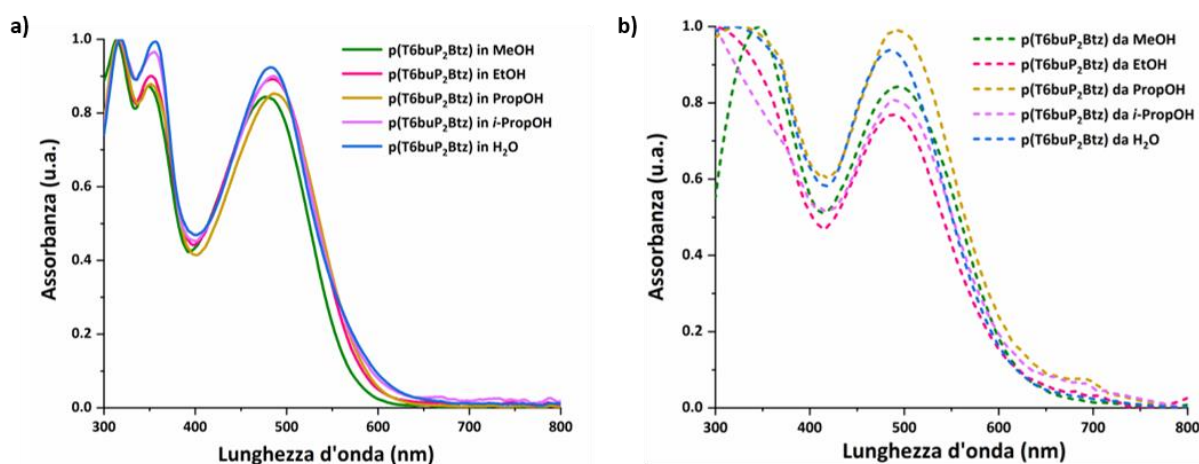 a)
1.0
0.8
0.6
0.4
0.2
0.0
300
400
500
600
700
800
Assorbanza (u.a.)
Lunghezza d'onda (nm)
p(T6buP₂Btz) in MeOH
p(T6buP₂Btz) in EtOH
p(T6buP₂Btz) in PropOH
p(T6buP₂Btz) in i-PropOH
p(T6buP₂Btz) in H₂O
b)
1.0
0.8
0.6
0.4
0.2
0.0
300
400
500
600
700
800
Assorbanza (u.a.)
Lunghezza d'onda (nm)
p(T6buP₂Btz) da MeOH
p(T6buP₂Btz) da EtOH
p(T6buP₂Btz) da PropOH
p(T6buP₂Btz) da i-PropOH
p(T6buP₂Btz) da H₂O